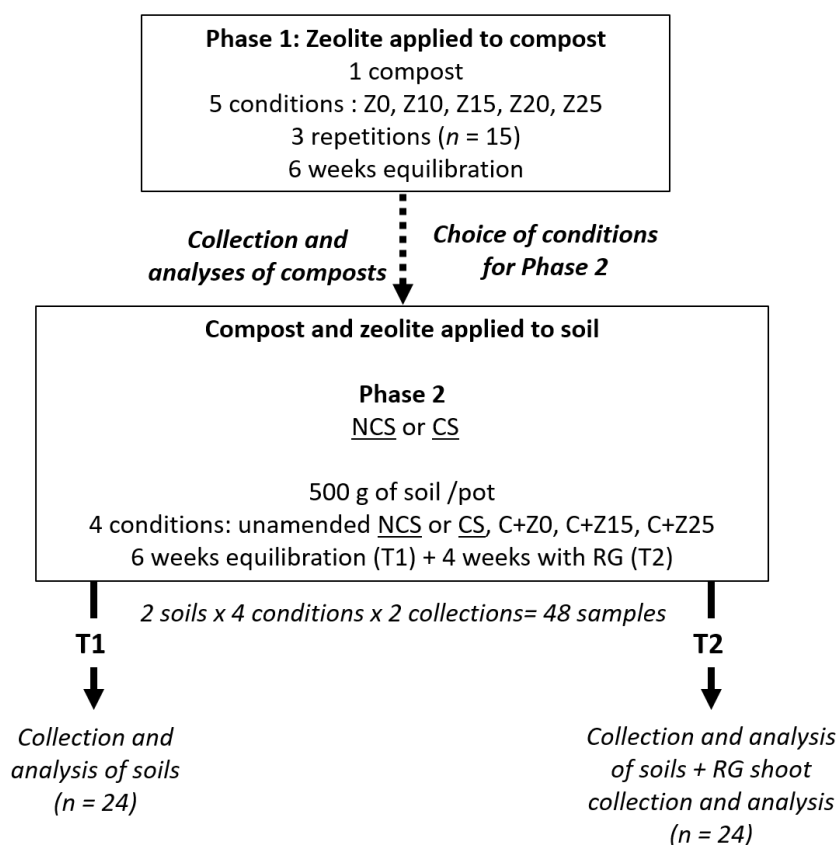 Phase 1: Zeolite applied to compost
1 compost
5 conditions : Z0, Z10, Z15, Z20, Z25
3 repetitions (n = 15)
6 weeks equilibration
Collection and
analyses of composts
Choice of conditions
for Phase 2
Compost and zeolite applied to soil
Phase 2
NCS or CS
500 g of soil /pot
4 conditions: unamended NCS or CS, C+Z0, C+Z15, C+Z25
6 weeks equilibration (T1) + 4 weeks with RG (T2)
2 soils x 4 conditions x 2 collections= 48 samples
T1
T2
Collection and
analysis of soils
(n = 24)
Collection and analysis
of soils + RG shoot
collection and analysis
(n = 24)